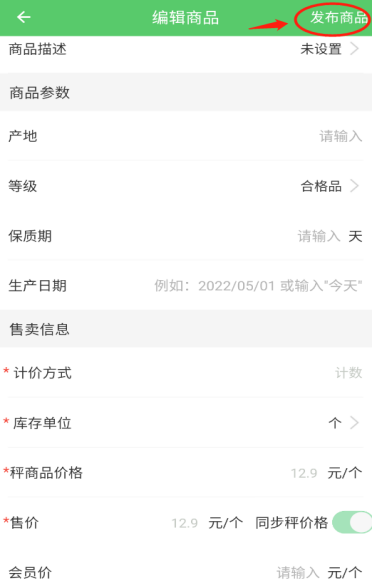 编辑商品 发布商品
商品描述 未设置
商品参数
产地 请输入
等级 合格品
保质期 请输入 天
生产日期 例如：2022/05/01 或输入"今天"
售卖信息
* 计价方式 计数
* 库存单位 个
*秤商品价格 12.9 元/个
*售价 12.9 元/个 同步秤价格
会员价 请输入 元/个